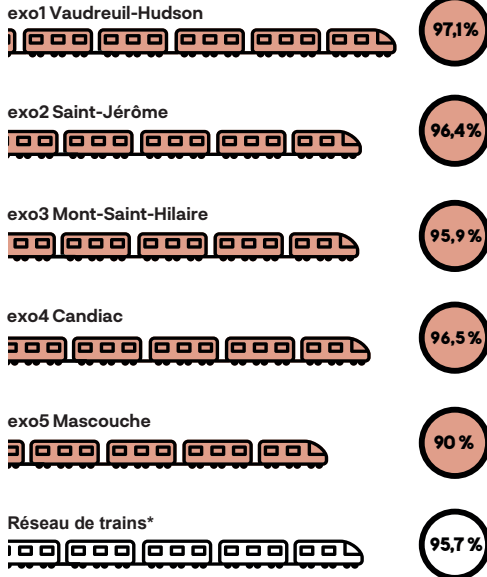 exo1 Vaudreuil-Hudson
97,1%
exo2 Saint-Jérôme
96,4%
exo3 Mont-Saint-Hilaire
95,9 %
exo4 Candiac
96,5 %
exo5 Mascouche
90 %
Réseau de trains*
95,7 %